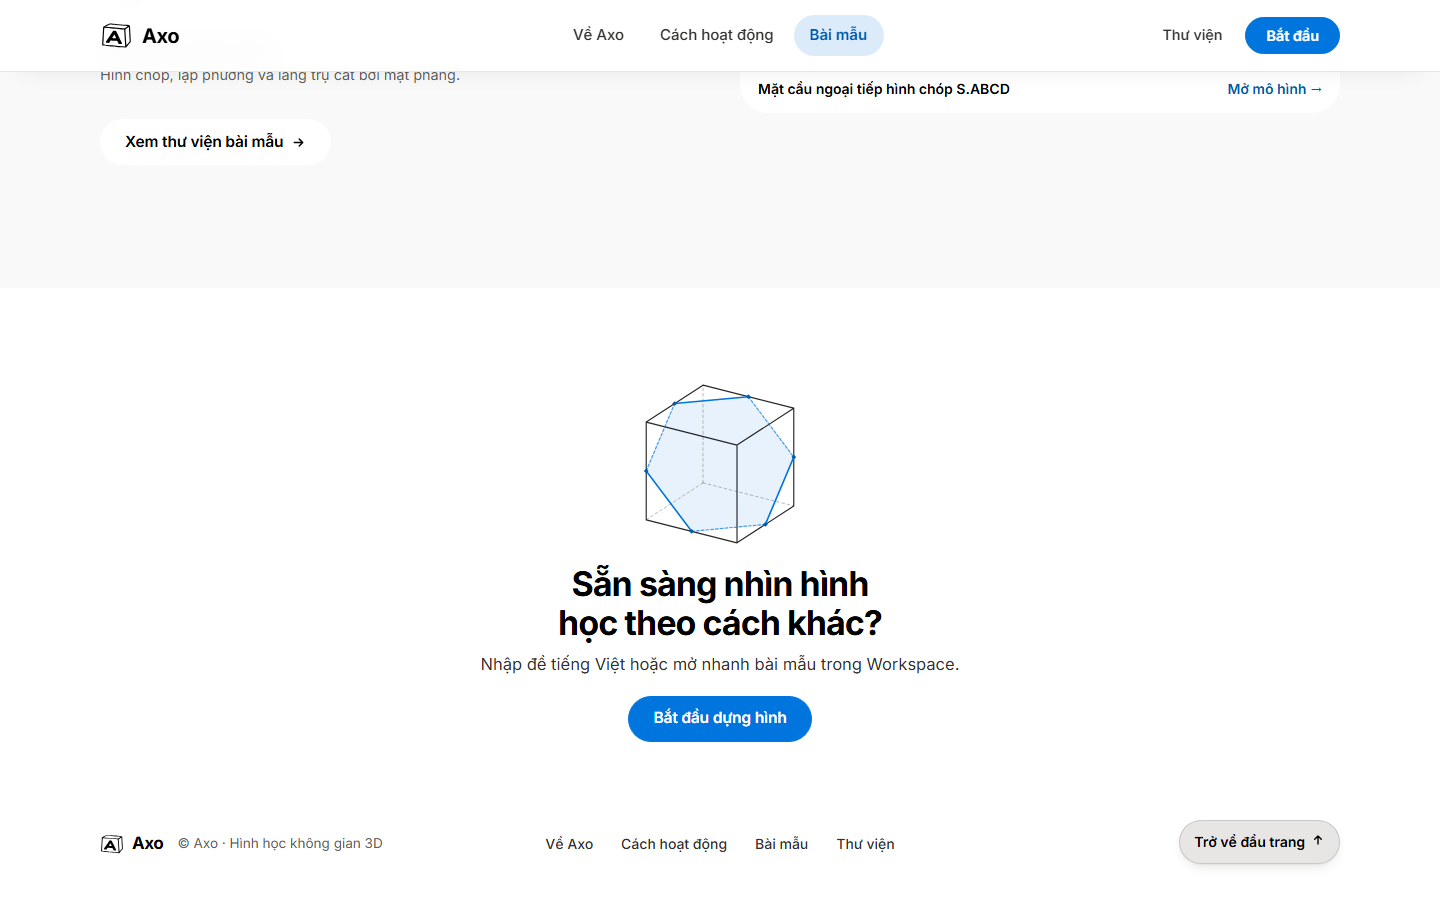 Axo
Về Axo
Cách hoạt động
Bài mẫu
Thư viện
Bắt đầu
Hình chóp, lập phương và lăng trụ cắt bởi mặt phẳng.
Mặt cầu ngoại tiếp hình chóp S.ABCD
Mở mô hình →
Xem thư viện bài mẫu →
Sẵn sàng nhìn hình
học theo cách khác?
Nhập đề tiếng Việt hoặc mở nhanh bài mẫu trong Workspace.
Bắt đầu dựng hình
Axo
© Axo · Hình học không gian 3D
Về Axo
Cách hoạt động
Bài mẫu
Thư viện
Trở về đầu trang ↑